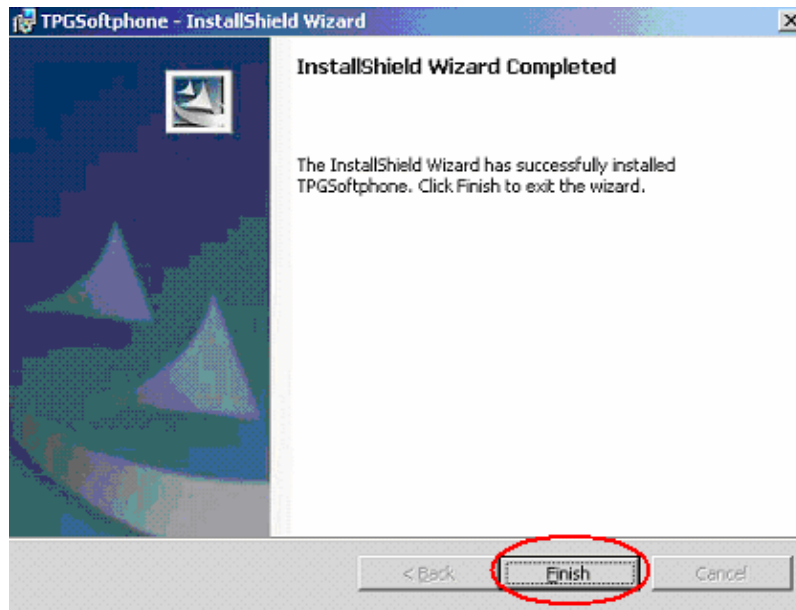 TPGSoftphone - InstallShield Wizard
InstallShield Wizard Completed
The InstallShield Wizard has successfully installed
TPGSoftphone. Click Finish to exit the wizard.
< Back Finish Cancel